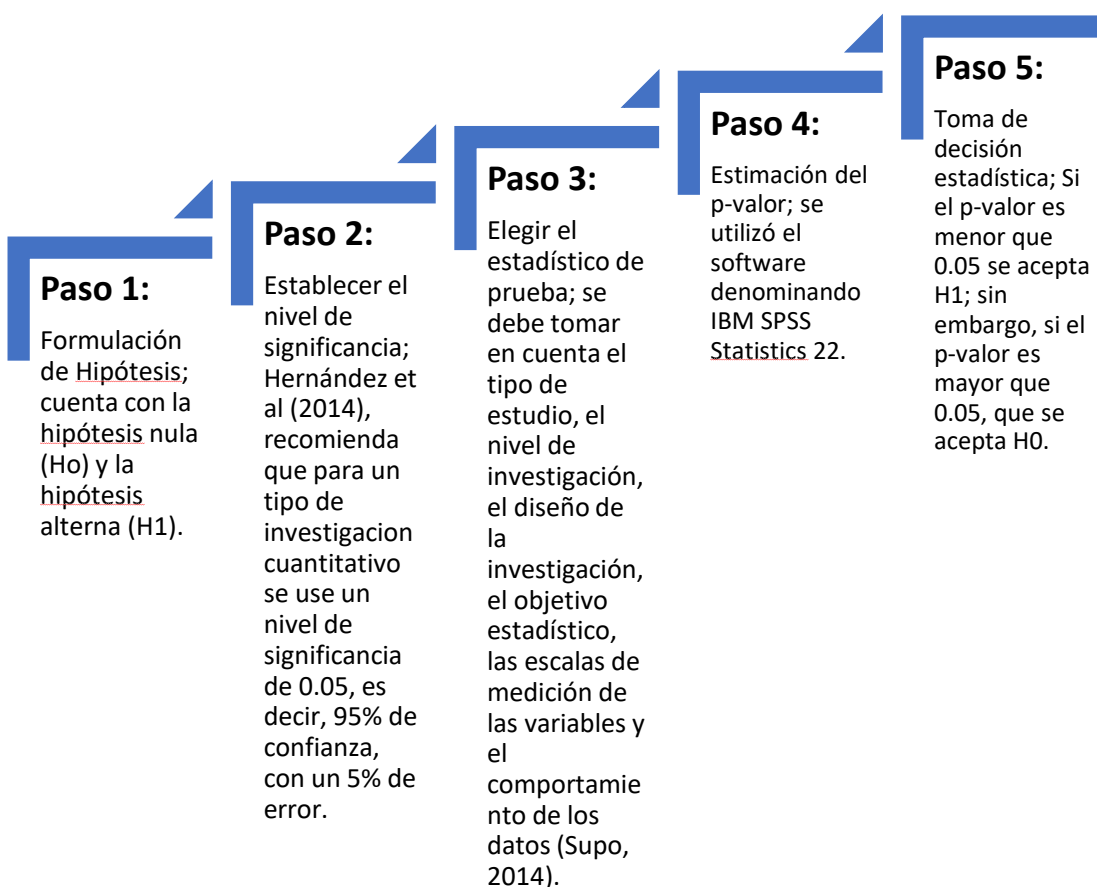 Paso 1:
Formulación
de Hipótesis;
cuenta con la
hipótesis nula
(Ho) y la
hipótesis
alterna (H1).
Paso 2:
Establecer el
nivel de
significancia;
Hernández et
al (2014),
recomienda
que para un
tipo de
investigacion
cuantitativo
se use un
nivel de
significancia
de 0.05, es
decir, 95% de
confianza,
con un 5% de
error.
Paso 3:
Elegir el
estadístico de
prueba; se
debe tomar
en cuenta el
tipo de
estudio, el
nivel de
investigación,
el diseño de
la
investigación,
el objetivo
estadístico,
las escalas de
medición de
las variables y
el
comportamie
nto de los
datos (Supo,
2014).
Paso 4:
Estimación del
p-valor; se
utilizó el
software
denominando
IBM SPSS
Statistics 22.
Paso 5:
Toma de
decisión
estadística; Si
el p-valor es
menor que
0.05 se acepta
H1; sin
embargo, si el
p-valor es
mayor que
0.05, que se
acepta H0.